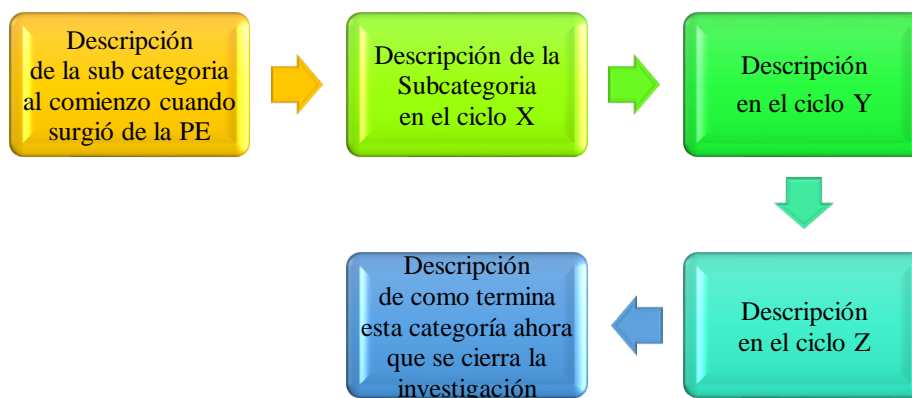 Descripción
de la sub categoria
al comienzo cuando
surgió de la PE
Descripción de la
Subcategoria
en el ciclo X
Descripción
en el ciclo Y
Descripción
en el ciclo Z
Descripción
de como termina
esta categoría ahora
que se cierra la
investigación